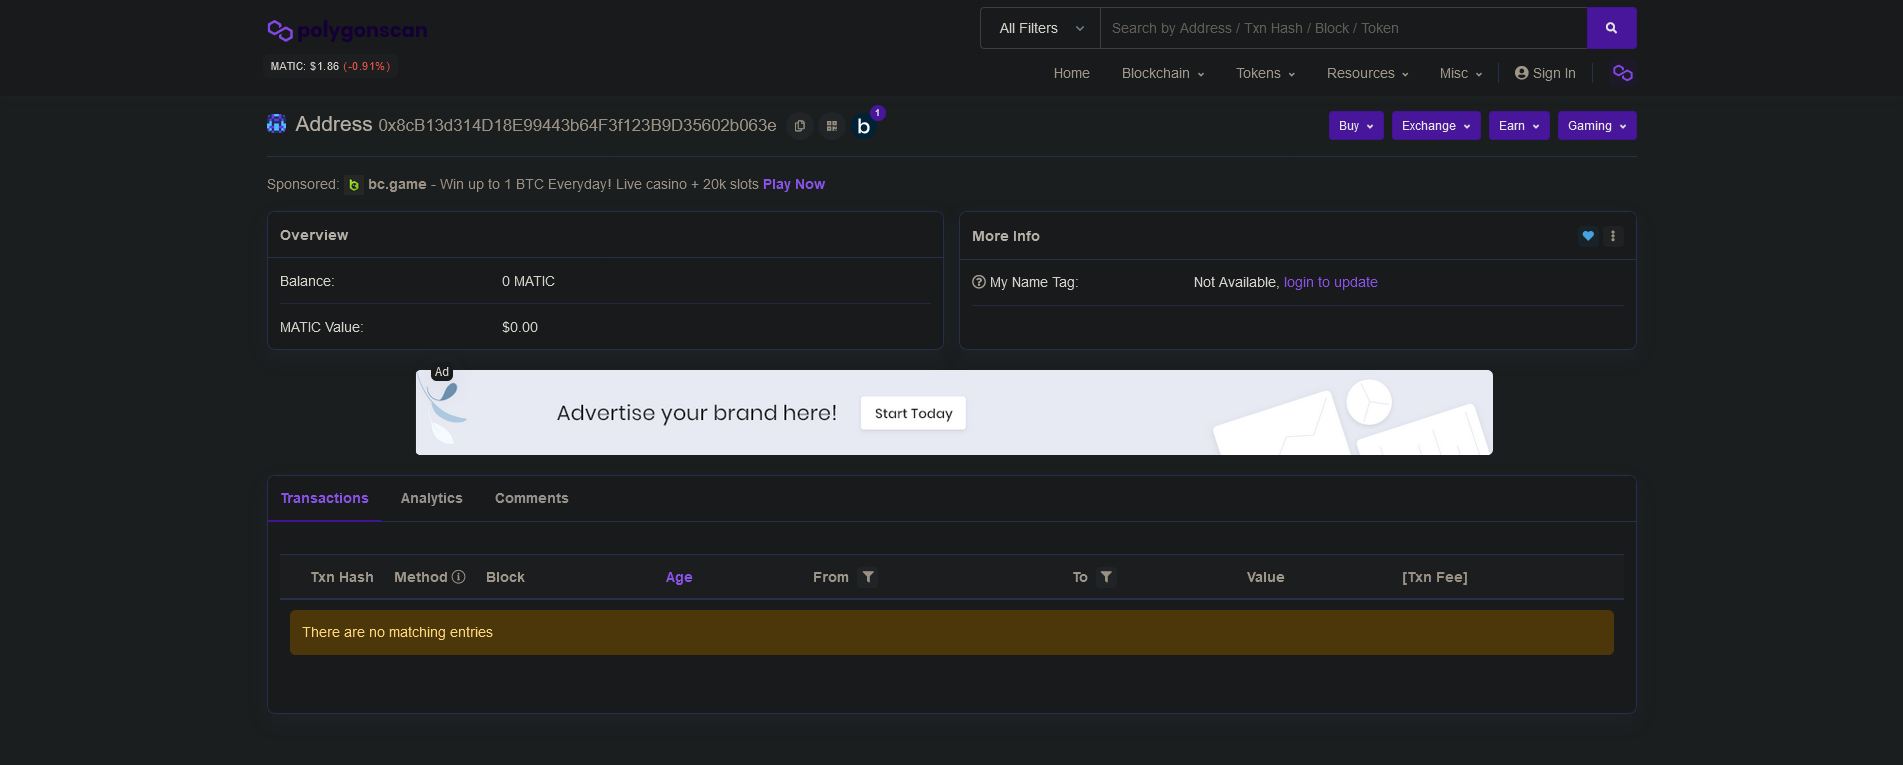 polygonscan
MATIC: $1.86 (-0.91%)
All Filters
Search by Address / Txn Hash / Block / Token
Home Blockchain Tokens Resources Misc Sign In
Address 0x8cB13d314D18E99443b64F3f123B9D35602b063e b 1
Buy Exchange Earn Gaming
Sponsored: bc.game - Win up to 1 BTC Everyday! Live casino + 20k slots Play Now
Overview
Balance: 0 MATIC
MATIC Value: $0.00
More Info
My Name Tag: Not Available, login to update
Ad
Advertise your brand here! Start Today
Transactions Analytics Comments
Txn Hash Method Block Age From To Value [Txn Fee]
There are no matching entries